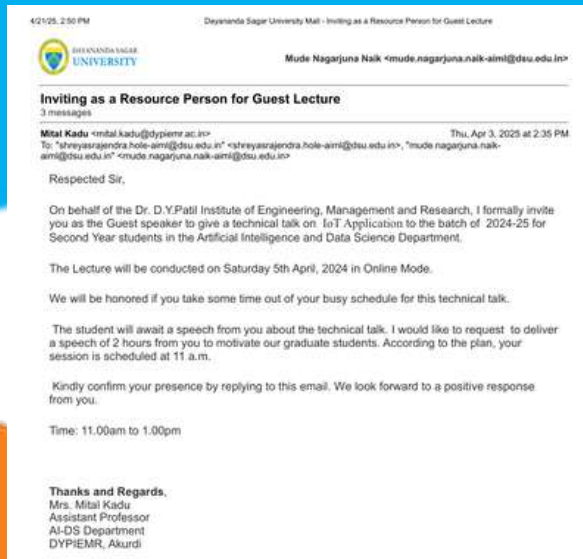 4/21/25, 2:50 PM
Dayananda Sagar University Mail - Inviting as a Resource Person for Guest Lecture
DAYANANDA SAGAR
UNIVERSITY
Mude Nagarjuna Naik <mude.nagarjuna.naik-aiml@dsu.edu.in>
Inviting as a Resource Person for Guest Lecture
3 messages
Mital Kadu <mital.kadu@dypiemr.ac.in>
Thu, Apr 3, 2025 at 2:35 PM
To: "shreyasrajendra.hole-aiml@dsu.edu.in" <shreyasrajendra.hole-aiml@dsu.edu.in>, "mude.nagarjuna.naik-
aiml@dsu.edu.in" <mude.nagarjuna.naik-aiml@dsu.edu.in>
Respected Sir,
On behalf of the Dr. D.Y.Patil Institute of Engineering, Management and Research, I formally invite
you as the Guest speaker to give a technical talk on IoT Application to the batch of 2024-25 for
Second Year students in the Artificial Intelligence and Data Science Department.
The Lecture will be conducted on Saturday 5th April, 2024 in Online Mode.
We will be honored if you take some time out of your busy schedule for this technical talk.
The student will await a speech from you about the technical talk. I would like to request to deliver
a speech of 2 hours from you to motivate our graduate students. According to the plan, your
session is scheduled at 11 a.m.
Kindly confirm your presence by replying to this email. We look forward to a positive response
from you.
Time: 11.00am to 1.00pm
Thanks and Regards,
Mrs. Mital Kadu
Assistant Professor
AI-DS Department
DYPIEMR, Akurdi